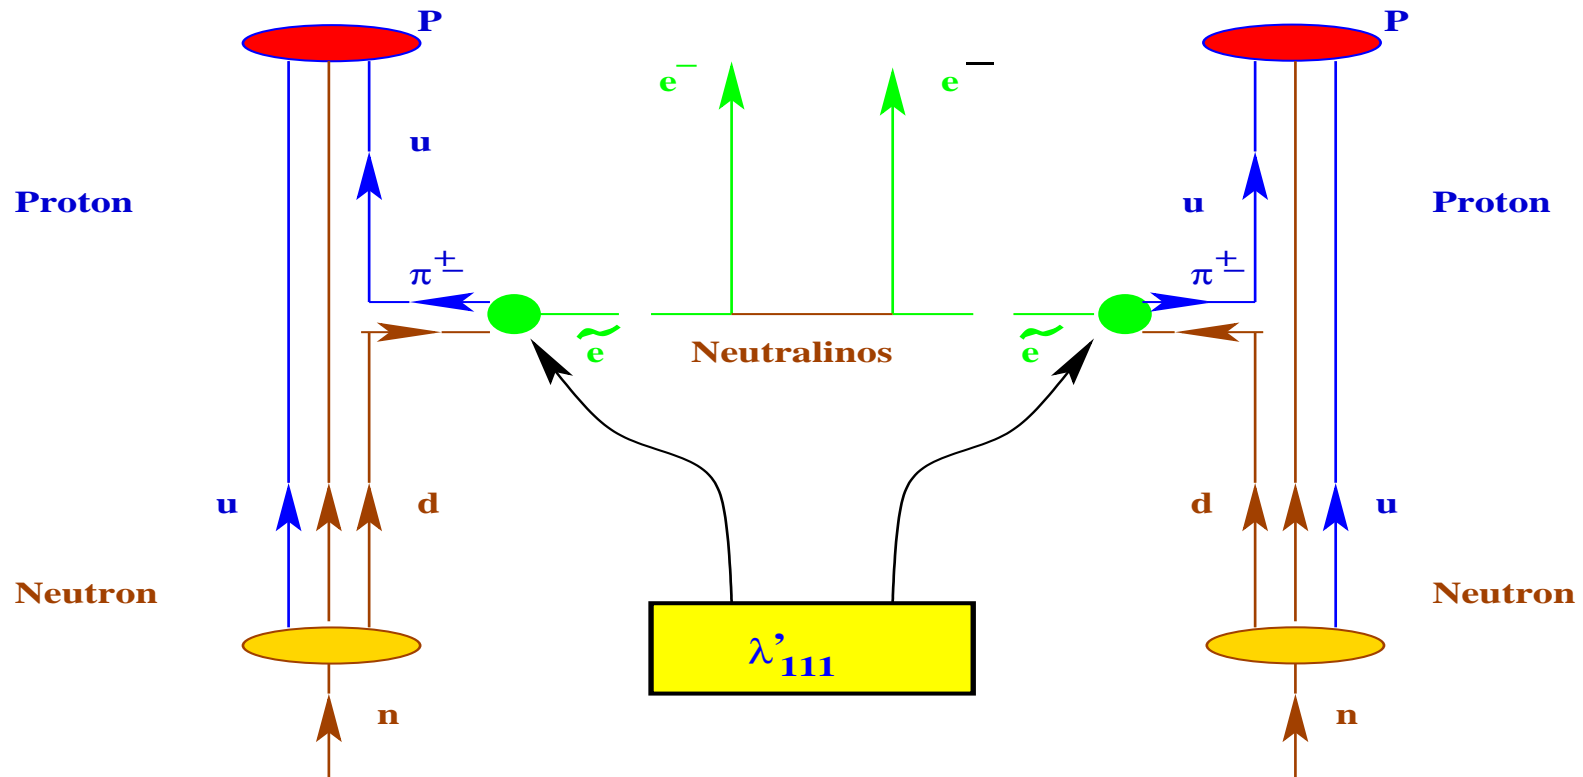 P P
e⁻ e⁻
u
Proton u Proton
π± π±
ẽ Neutralinos ẽ
u d d u
Neutron Neutron
λ’₁₁₁
n n